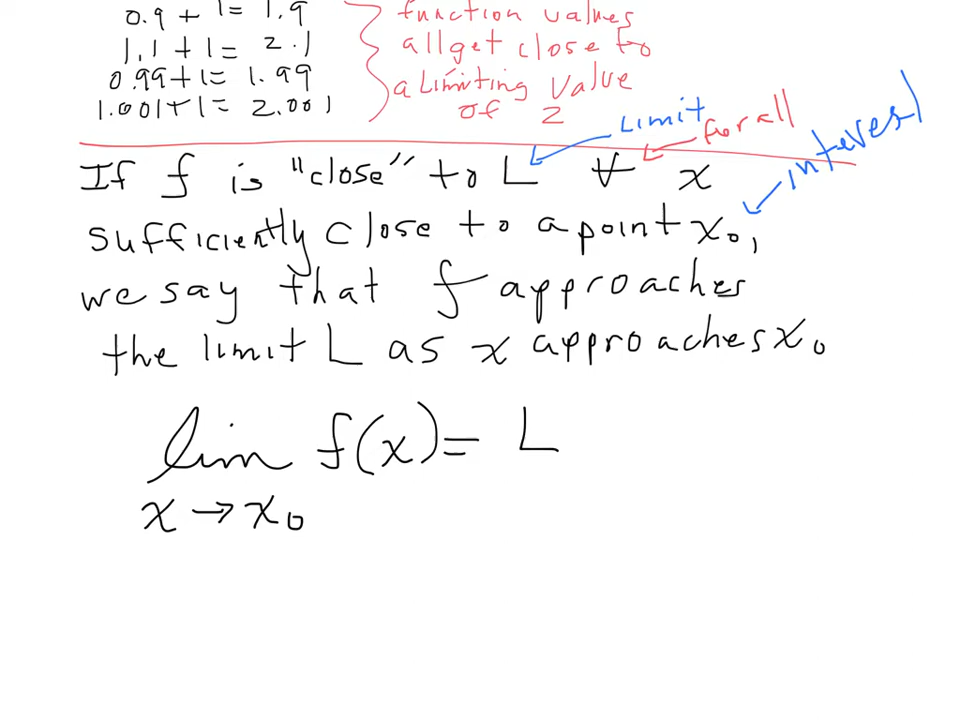 0.9 + 1 = 1.9
1.1 + 1 = 2.1
0.99 + 1 = 1.99
1.001 + 1 = 2.001
function values
all get close to
a Limiting value
of 2
Limit
for all
interval
If f is "close" to L ∀ x
sufficiently close to a point x₀,
we say that f approaches
the limit L as x approaches x₀
lim f(x) = L
x → x₀